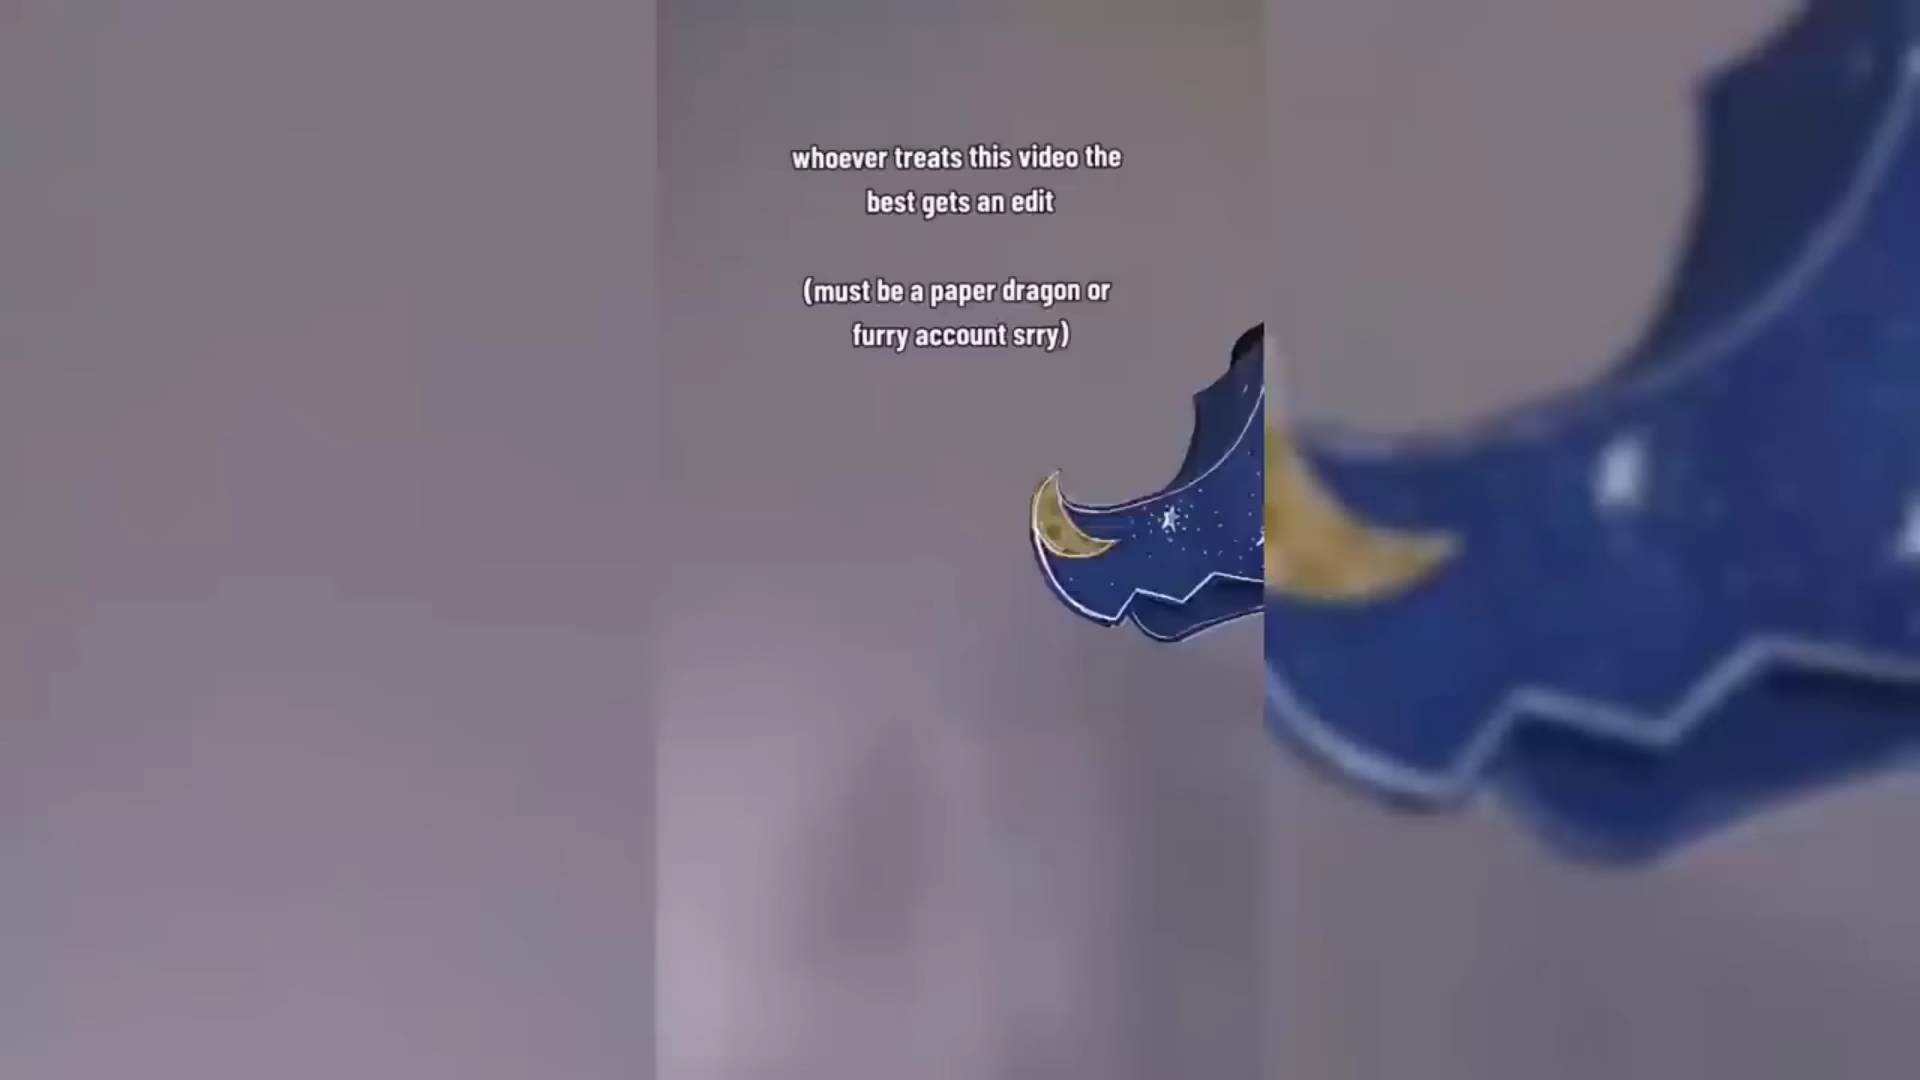 whoever treats this video the
best gets an edit
(must be a paper dragon or
furry account srry)